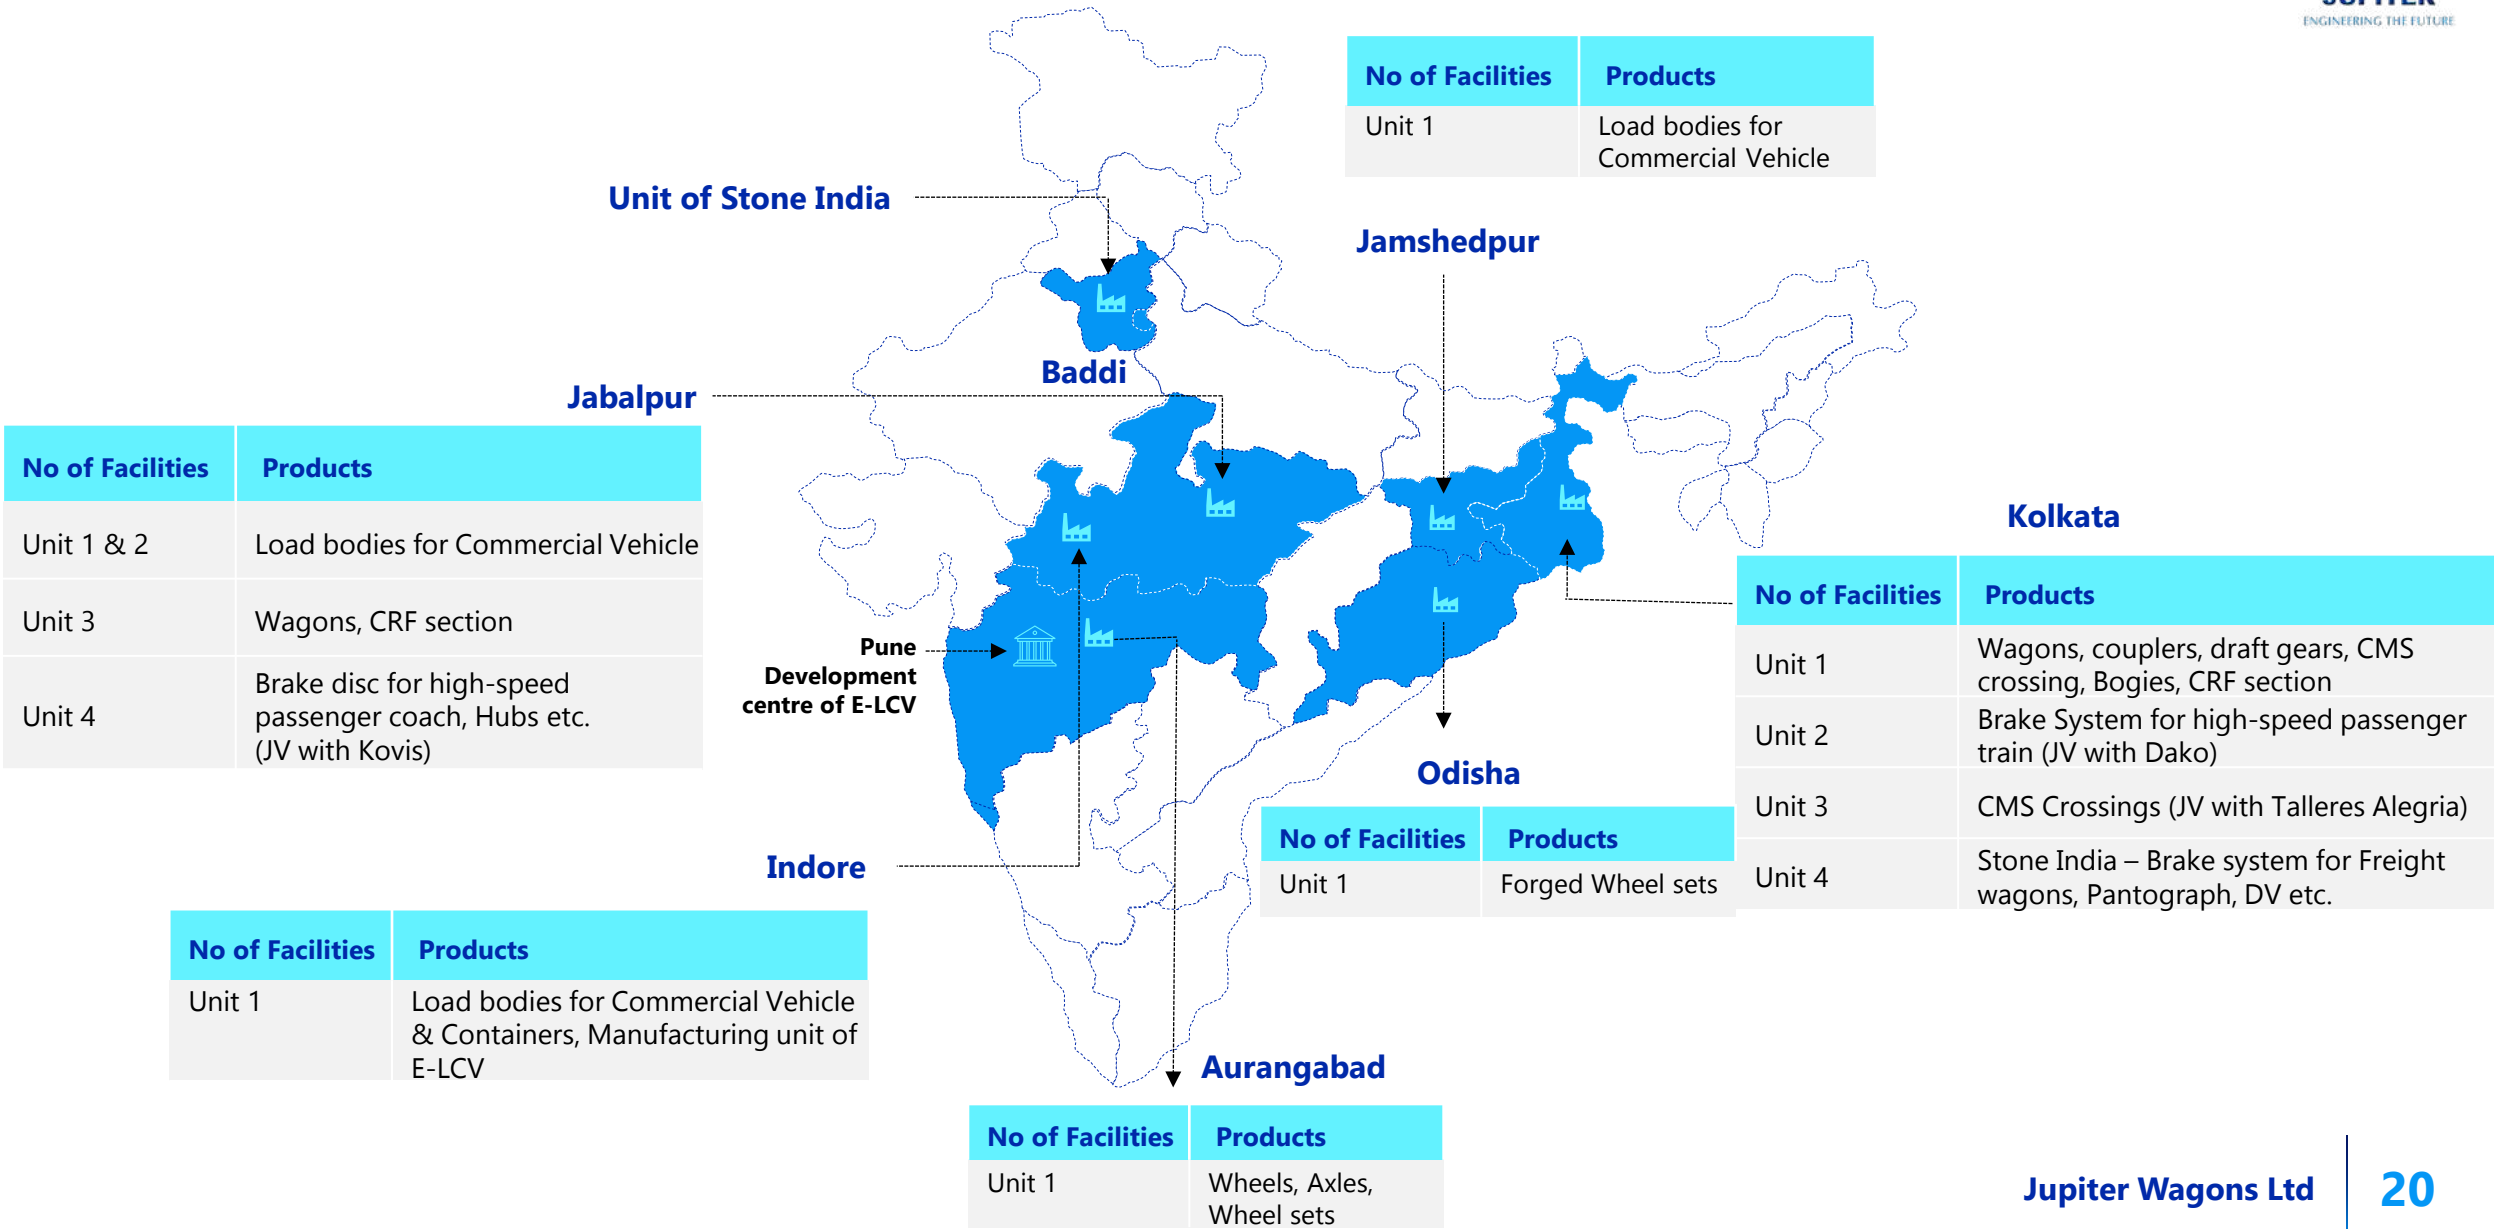 JUPITER
ENGINEERING THE FUTURE
No of Facilities Products
Unit 1 Load bodies for
Commercial Vehicle
Unit of Stone India
Jamshedpur
Baddi
Jabalpur
No of Facilities Products
Unit 1 & 2 Load bodies for Commercial Vehicle
Unit 3 Wagons, CRF section
Unit 4 Brake disc for high-speed
passenger coach, Hubs etc.
(JV with Kovis)
Kolkata
No of Facilities Products
Unit 1 Wagons, couplers, draft gears, CMS
crossing, Bogies, CRF section
Unit 2 Brake System for high-speed passenger
train (JV with Dako)
Unit 3 CMS Crossings (JV with Talleres Alegria)
Unit 4 Stone India – Brake system for Freight
wagons, Pantograph, DV etc.
Pune
Development
centre of E-LCV
Odisha
No of Facilities Products
Unit 1 Forged Wheel sets
Indore
No of Facilities Products
Unit 1 Load bodies for Commercial Vehicle
& Containers, Manufacturing unit of
E-LCV
Aurangabad
No of Facilities Products
Unit 1 Wheels, Axles,
Wheel sets
Jupiter Wagons Ltd 20